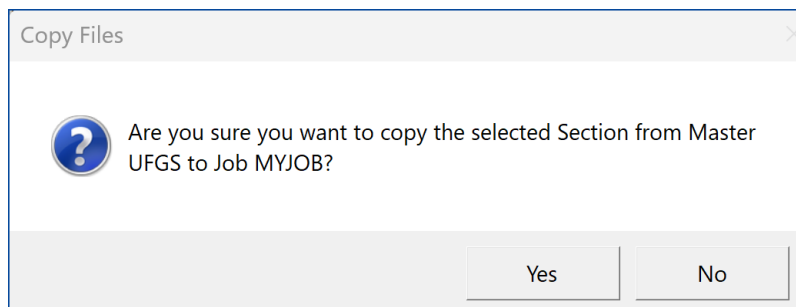 Copy Files
Are you sure you want to copy the selected Section from Master
UFGS to Job MYJOB?
Yes
No